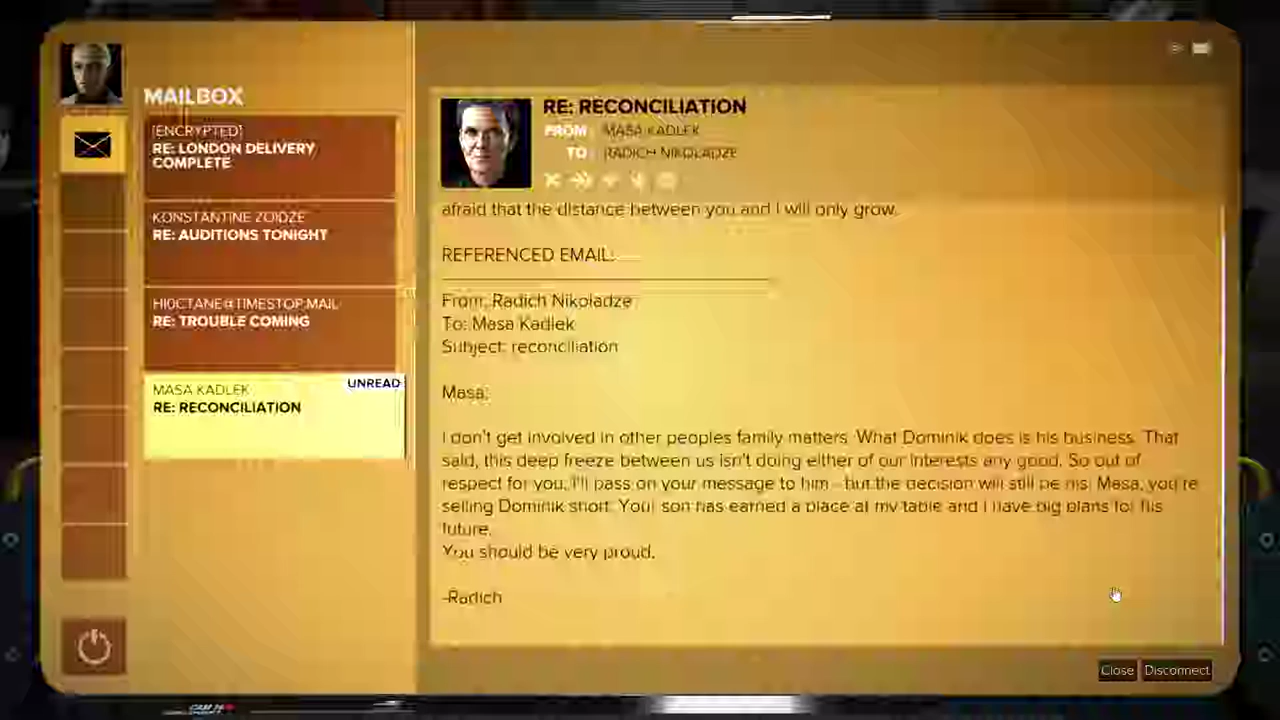 MAILBOX
[ENCRYPTED]
RE: LONDON DELIVERY
COMPLETE
KONSTANTINE ZOIDZE
RE: AUDITIONS TONIGHT
HI0CTANE@TIMESTOP.MAIL
RE: TROUBLE COMING
MASA KADLEK
UNREAD
RE: RECONCILIATION
RE: RECONCILIATION
FROM: MASA KADLEK
TO: RADICH NIKOLADZE
afraid that the distance between you and I will only grow.
REFERENCED EMAIL:
From: Radich Nikoladze
To: Masa Kadlek
Subject: reconciliation
Masa,
I don't get involved in other peoples family matters. What Dominik does is his business. That
said, this deep freeze between us isn't doing either of our interests any good. So out of
respect for you, I'll pass on your message to him - but the decision will still be his. Masa, you're
selling Dominik short. Your son has earned a place at my table and I have big plans for his
future.
You should be very proud.
-Radich
Close
Disconnect